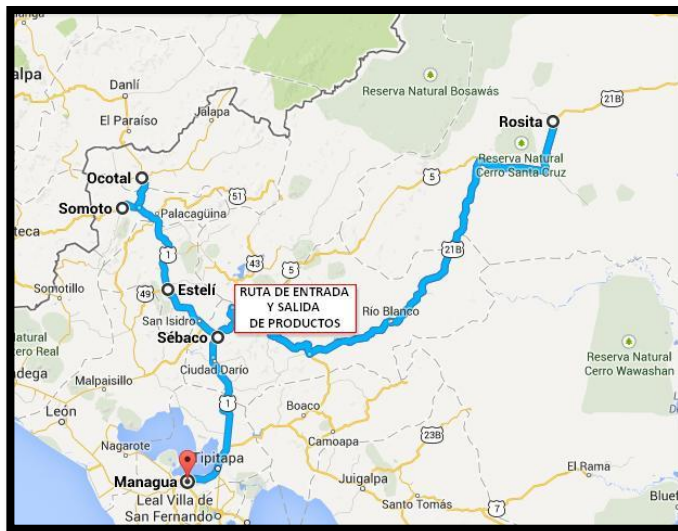 alpa
Danlí
El Paraíso
Jalapa
Reserva Natural Bosawás
21B
Rosita
Reserva Natural
Cerro Santa Cruz
5
Ocotal
Somoto
51
Palacagüina
teca
1
21B
43
5
Somotillo
49
Estelí
RUTA DE ENTRADA
Y SALIDA
DE PRODUCTOS
San Isidro
Río Blanco
Sébaco
atural
tero Real
Ciudad Darío
Reserva Natural
Cerro Wawashan
ndega
Malpaisillo
1
León
Boaco
Camoapa
23B
Nagarote
Tipitapa
Managua
Leal Villa de
San Fernando
Juigalpa
El Rama
Santo Tomás
7
Bluef